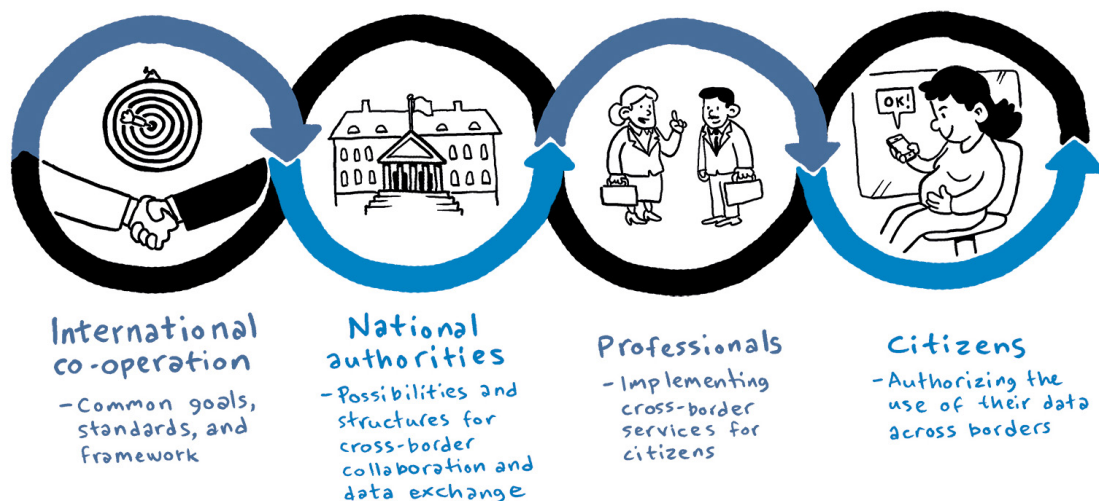 OK!
International
co-operation
- Common goals,
standards, and
framework
National
authorities
- Possibilities and
structures for
cross-border
collaboration and
data exchange
Professionals
- Implementing
cross-border
services for
citizens
Citizens
- Authorizing the
use of their data
across borders